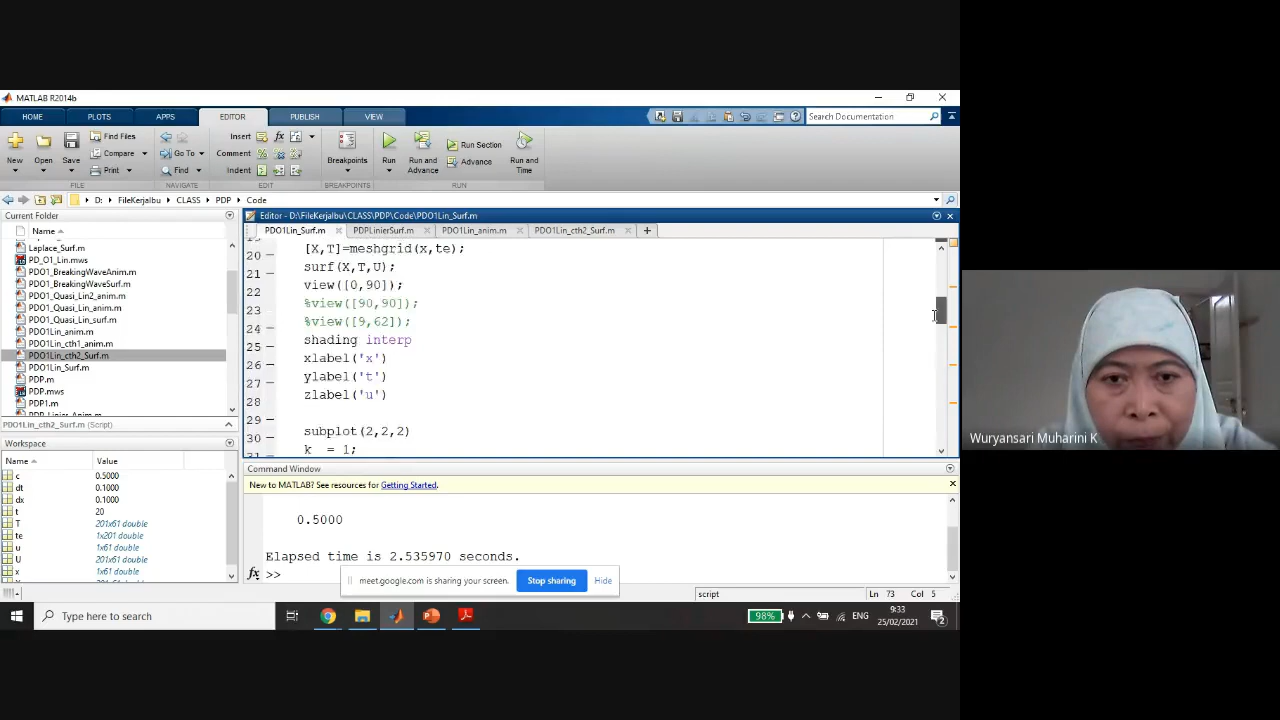 MATLAB R2014b
HOME PLOTS APPS EDITOR PUBLISH VIEW Search Documentation
New Open Save Find Files Compare Print Go To Find Insert Comment Indent Breakpoints Run Run and Advance Run Section Advance Run and Time
FILE NAVIGATE EDIT BREAKPOINTS RUN
D: FileKerjaIbu CLASS PDP Code
Current Folder
Name
Laplace_Surf.m
PD_O1_Lin.mws
PDO1_BreakingWaveAnim.m
PDO1_BreakingWaveSurf.m
PDO1_Quasi_Lin2_anim.m
PDO1_Quasi_Lin_anim.m
PDO1_Quasi_Lin_surf.m
PDO1Lin_anim.m
PDO1Lin_cth1_anim.m
PDO1Lin_cth2_Surf.m
PDO1Lin_Surf.m
PDP.m
PDP.mws
PDP1.m
PDP_Linier_Anim.m
PDO1Lin_cth2_Surf.m (Script)
Workspace
Name Value
c 0.5000
dt 0.1000
dx 0.1000
t 20
T 201x61 double
te 1x201 double
u 1x61 double
U 201x61 double
x 1x61 double
Editor - D:\FileKerjaIbu\CLASS\PDP\Code\PDO1Lin_Surf.m
PDO1Lin_Surf.m PDPLinierSurf.m PDO1Lin_anim.m PDO1Lin_cth2_Surf.m
20 [X,T]=meshgrid(x,te);
21 surf(X,T,U);
22 view([0,90]);
23 %view([90,90]);
24 %view([9,62]);
25 shading interp
26 xlabel('x')
27 ylabel('t')
28 zlabel('u')
29
30 subplot(2,2,2)
31 k = 1;
Command Window
New to MATLAB? See resources for Getting Started.
0.5000
Elapsed time is 2.535970 seconds.
fx >>
meet.google.com is sharing your screen. Stop sharing Hide
script Ln 73 Col 5
Type here to search
98% ENG 9:33
25/02/2021
2
Wuryansari Muharini K